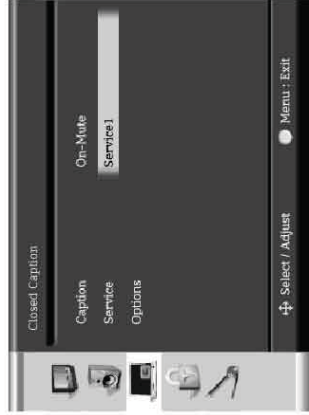 Closed Caption
Caption On-Mute
Service Service1
Options
Select / Adjust Menu : Exit